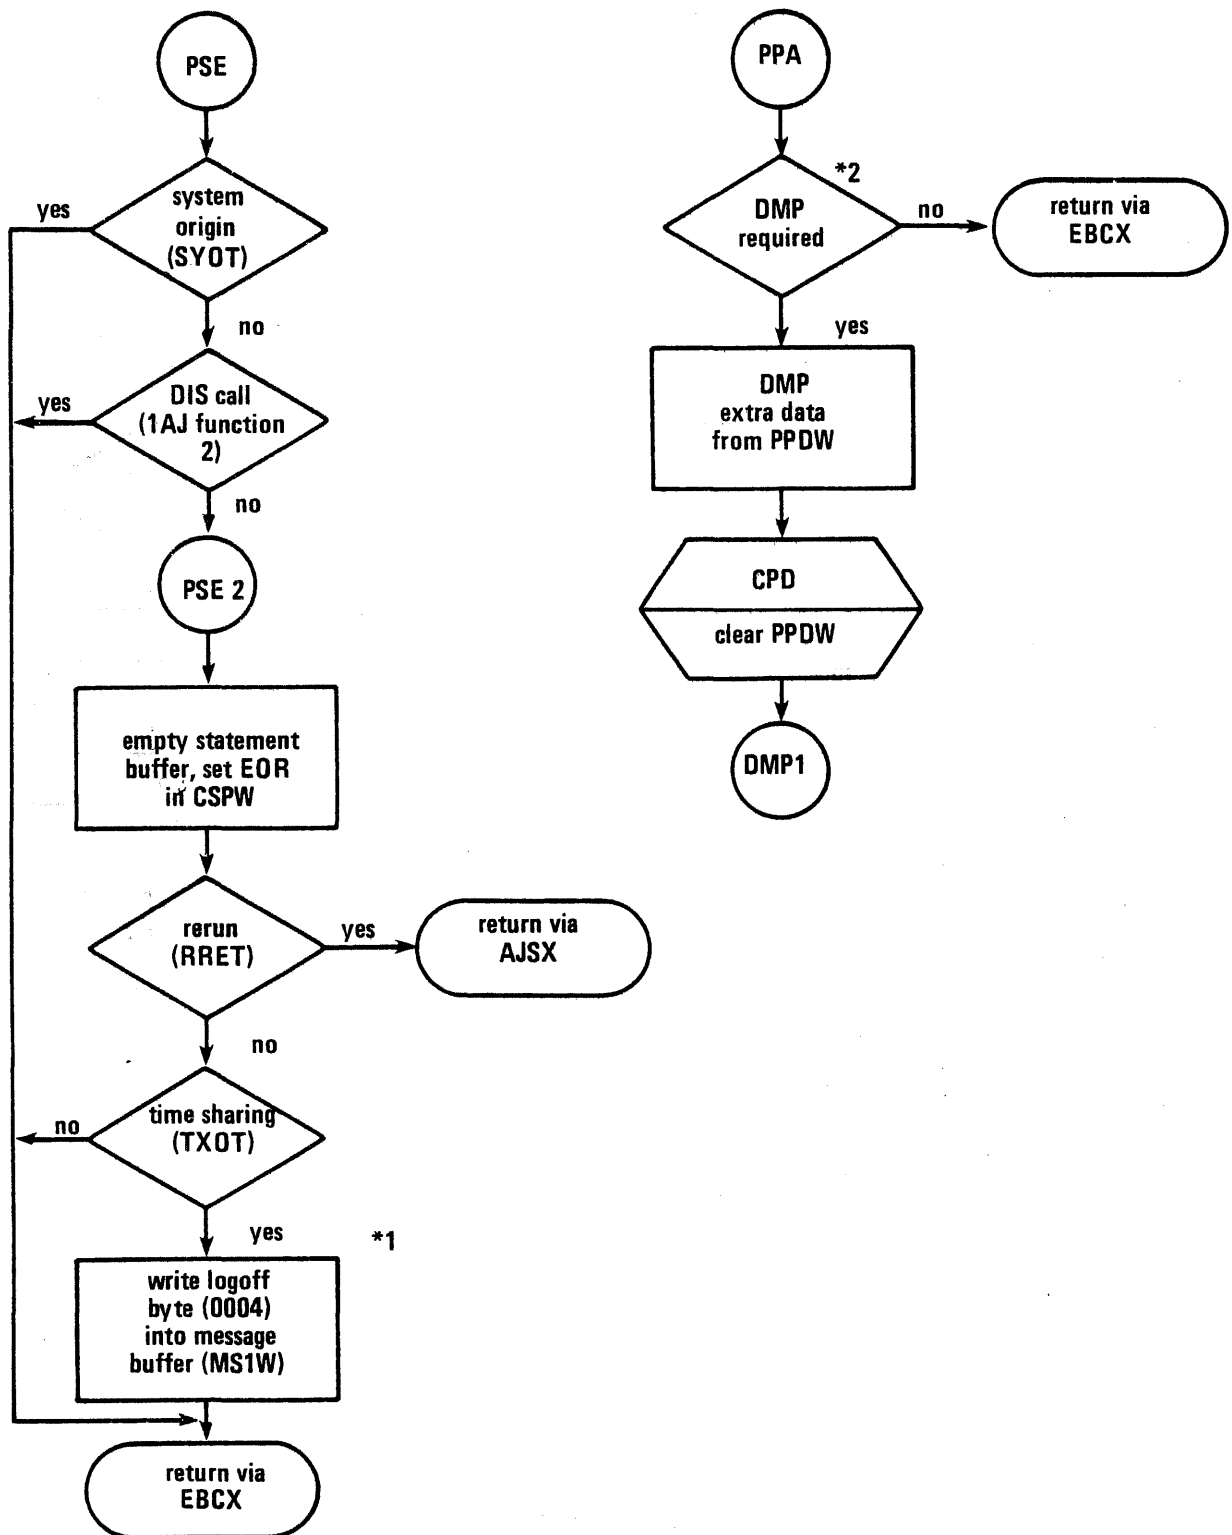 PSE
system
origin
(SYOT)
yes
no
DIS call
(1AJ function
2)
yes
no
PSE 2
empty statement
buffer, set EOR
in CSPW
rerun
(RRET)
yes
return via
AJSX
no
time sharing
(TXOT)
no
yes
*1
write logoff
byte (0004)
into message
buffer (MS1W)
return via
EBCX
PPA
*2
DMP
required
no
return via
EBCX
yes
DMP
extra data
from PPDW
CPD
clear PPDW
DMP1